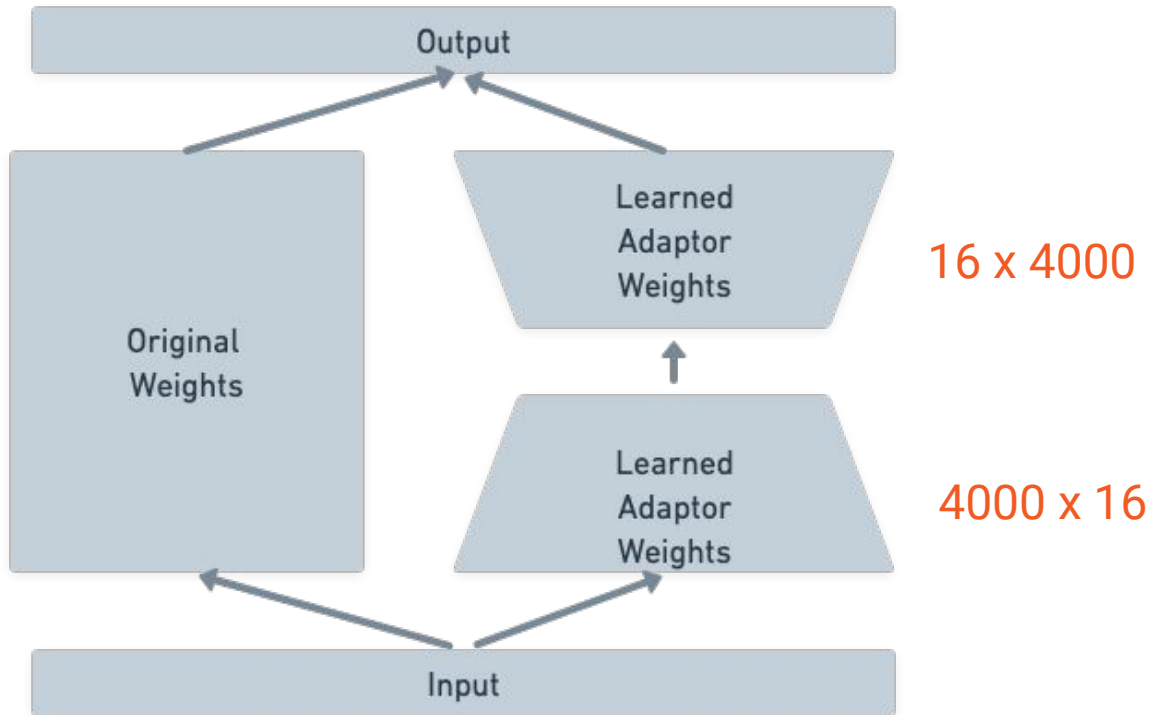 Output
Learned
Adaptor
Weights
16 x 4000
Original
Weights
Learned
Adaptor
Weights
4000 x 16
Input